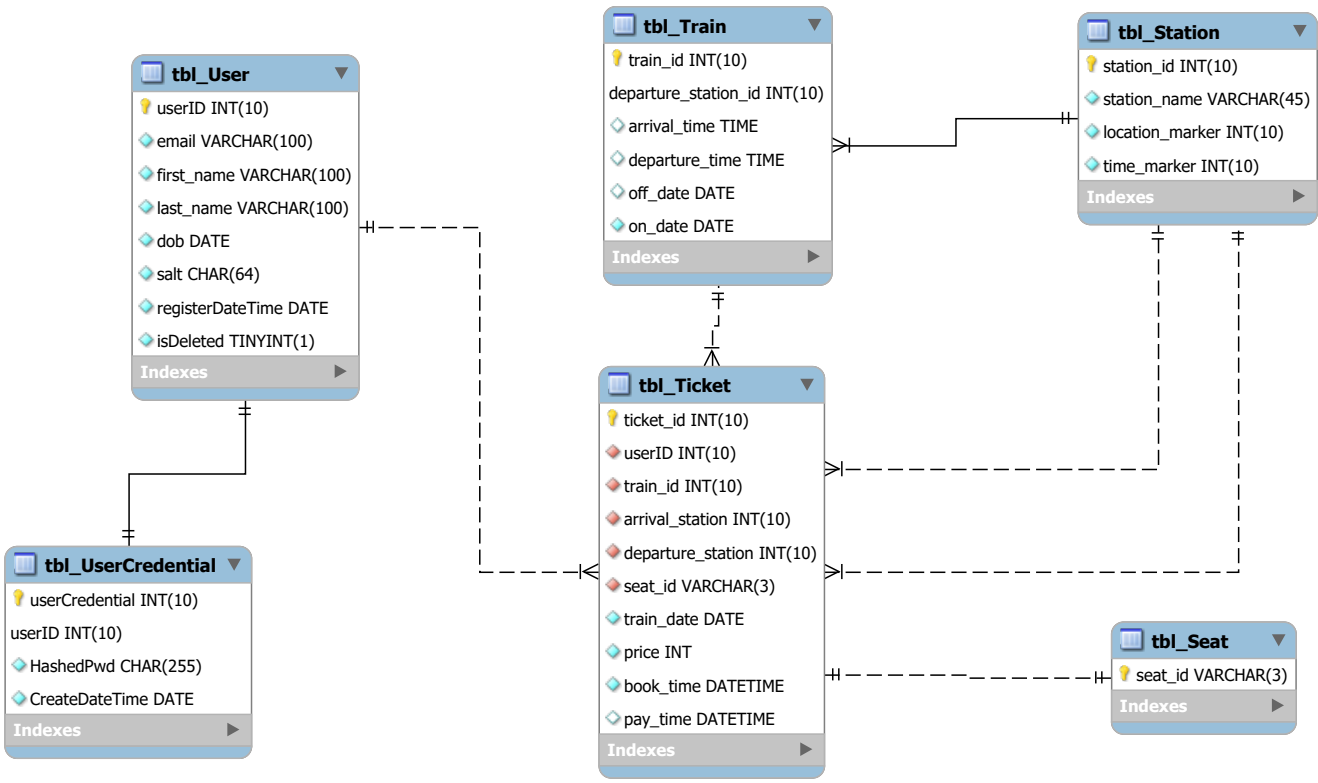 tbl_User
userID INT(10)
email VARCHAR(100)
first_name VARCHAR(100)
last_name VARCHAR(100)
dob DATE
salt CHAR(64)
registerDateTime DATE
isDeleted TINYINT(1)
Indexes
tbl_UserCredential
userCredential INT(10)
userID INT(10)
HashedPwd CHAR(255)
CreateDateTime DATE
Indexes
tbl_Train
train_id INT(10)
departure_station_id INT(10)
arrival_time TIME
departure_time TIME
off_date DATE
on_date DATE
Indexes
tbl_Ticket
ticket_id INT(10)
userID INT(10)
train_id INT(10)
arrival_station INT(10)
departure_station INT(10)
seat_id VARCHAR(3)
train_date DATE
price INT
book_time DATETIME
pay_time DATETIME
Indexes
tbl_Station
station_id INT(10)
station_name VARCHAR(45)
location_marker INT(10)
time_marker INT(10)
Indexes
tbl_Seat
seat_id VARCHAR(3)
Indexes